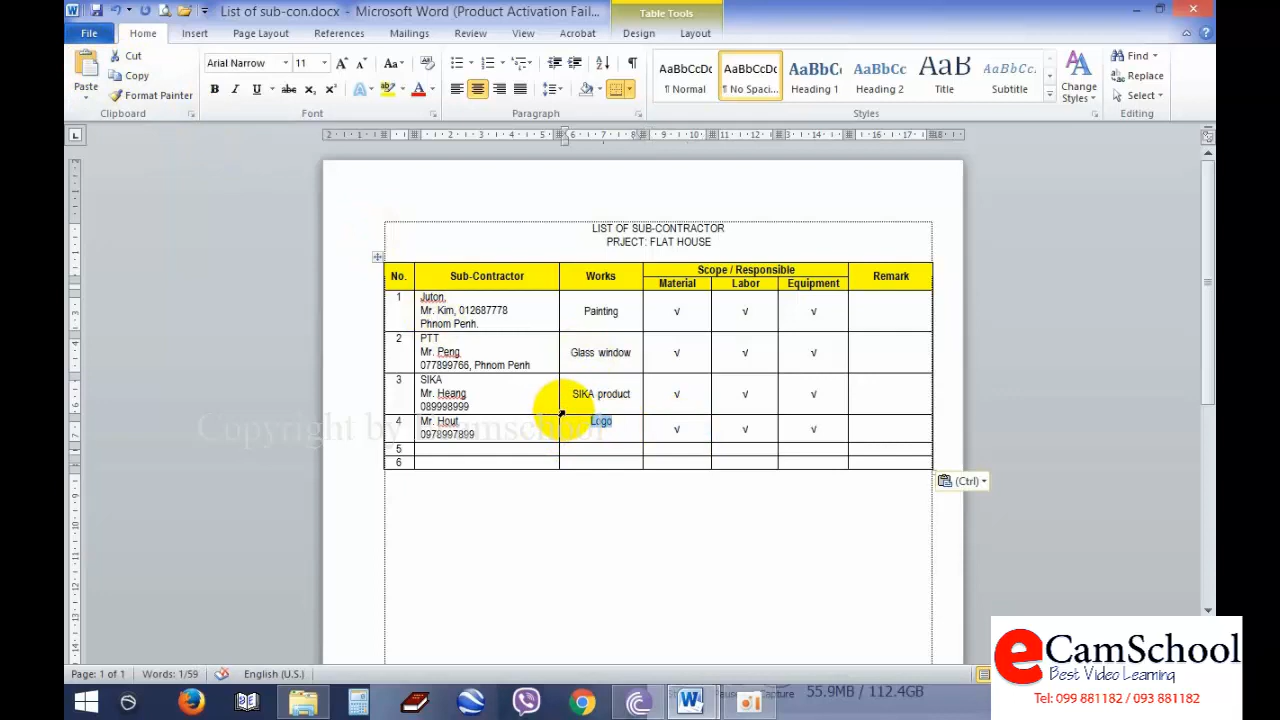 List of sub-con.docx - Microsoft Word (Product Activation Fail...
Table Tools
File Home Insert Page Layout References Mailings Review View Acrobat Design Layout
Paste
Cut
Copy
Format Painter
Clipboard
Arial Narrow 11
Font
Paragraph
AaBbCcDc AaBbCcDc AaBbC( AaBbCc AaB AaBbCc.
¶ Normal ¶ No Spaci... Heading 1 Heading 2 Title Subtitle
Change Styles
Styles
Find
Replace
Select
Editing
LIST OF SUB-CONTRACTOR
PRJECT: FLAT HOUSE
No. Sub-Contractor Works Scope / Responsible Remark
Material Labor Equipment
1 Juton,
Mr. Kim, 012687778 Painting √ √ √
Phnom Penh.
2 PTT
Mr. Peng Glass window √ √ √
077899766, Phnom Penh
3 SIKA
Mr. Heang SIKA product √ √ √
089998999
4 Mr. Hout Logo √ √ √
0978997899
5
6
(Ctrl)
Page: 1 of 1 Words: 1/59 English (U.S.)
55.9MB / 112.4GB
eCamSchool
Best Video Learning
Tel: 099 881182 / 093 881182